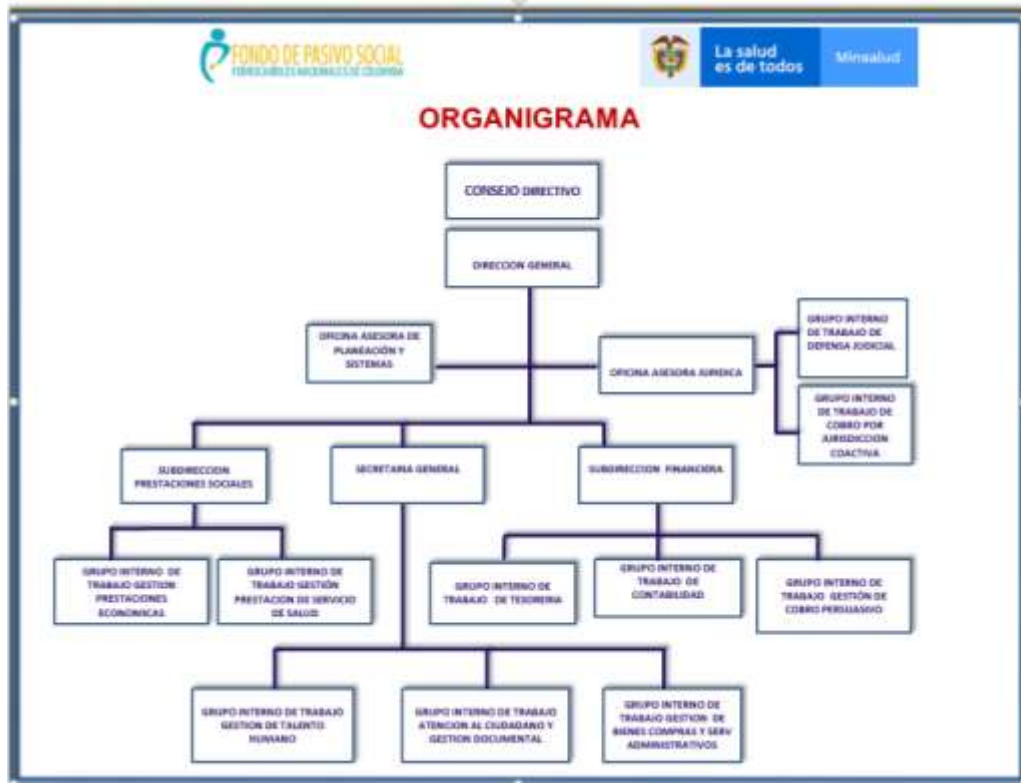 FONDO DE PASIVO SOCIAL
FERROCARRILES NACIONALES DE COLOMBIA
La salud
es de todos
Minsalud
ORGANIGRAMA
CONSEJO DIRECTIVO
DIRECCION GENERAL
OFICINA ASESORA DE
PLANEACIÓN Y
SISTEMAS
OFICINA ASESORA JURIDICA
GRUPO INTERNO
DE TRABAJO DE
DEFENSA JUDICIAL
GRUPO INTERNO
DE TRABAJO DE
COBRO POR
JURISDICCIÓN
COACTIVA
SUBDIRECCION
PRESTACIONES SOCIALES
SECRETARIA GENERAL
SUBDIRECCION FINANCIERA
GRUPO INTERNO DE
TRABAJO GESTION
PRESTACIONES
ECONOMICAS
GRUPO INTERNO DE
TRABAJO GESTIÓN
PRESTACION DE SERVICIO
DE SALUD
GRUPO INTERNO DE
TRABAJO DE TESORERIA
GRUPO INTERNO DE
TRABAJO DE
CONTABILIDAD
GRUPO INTERNO DE
TRABAJO GESTIÓN DE
COBRO PERSUASIVO
GRUPO INTERNO DE TRABAJO
GESTION DE TALENTO
HUMANO
GRUPO INTERNO DE TRABAJO
ATENCION AL CIUDADANO Y
GESTION DOCUMENTAL
GRUPO INTERNO DE
TRABAJO GESTION DE
BIENES COMPRAS Y SERV
ADMINISTRATIVOS